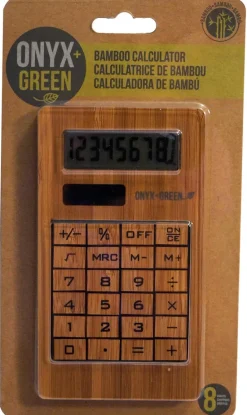 ONYX+
GREEN
BAMBOO CALCULATOR
CALCULATRICE DE BAMBOU
CALCULADORA DE BAMBÚ
12345678
ONYX+GREEN
+/- % OFF ON/CE
√ MRC M- M+
7 8 9 ÷
4 5 6 ×
1 2 3 -
0 . = +
8